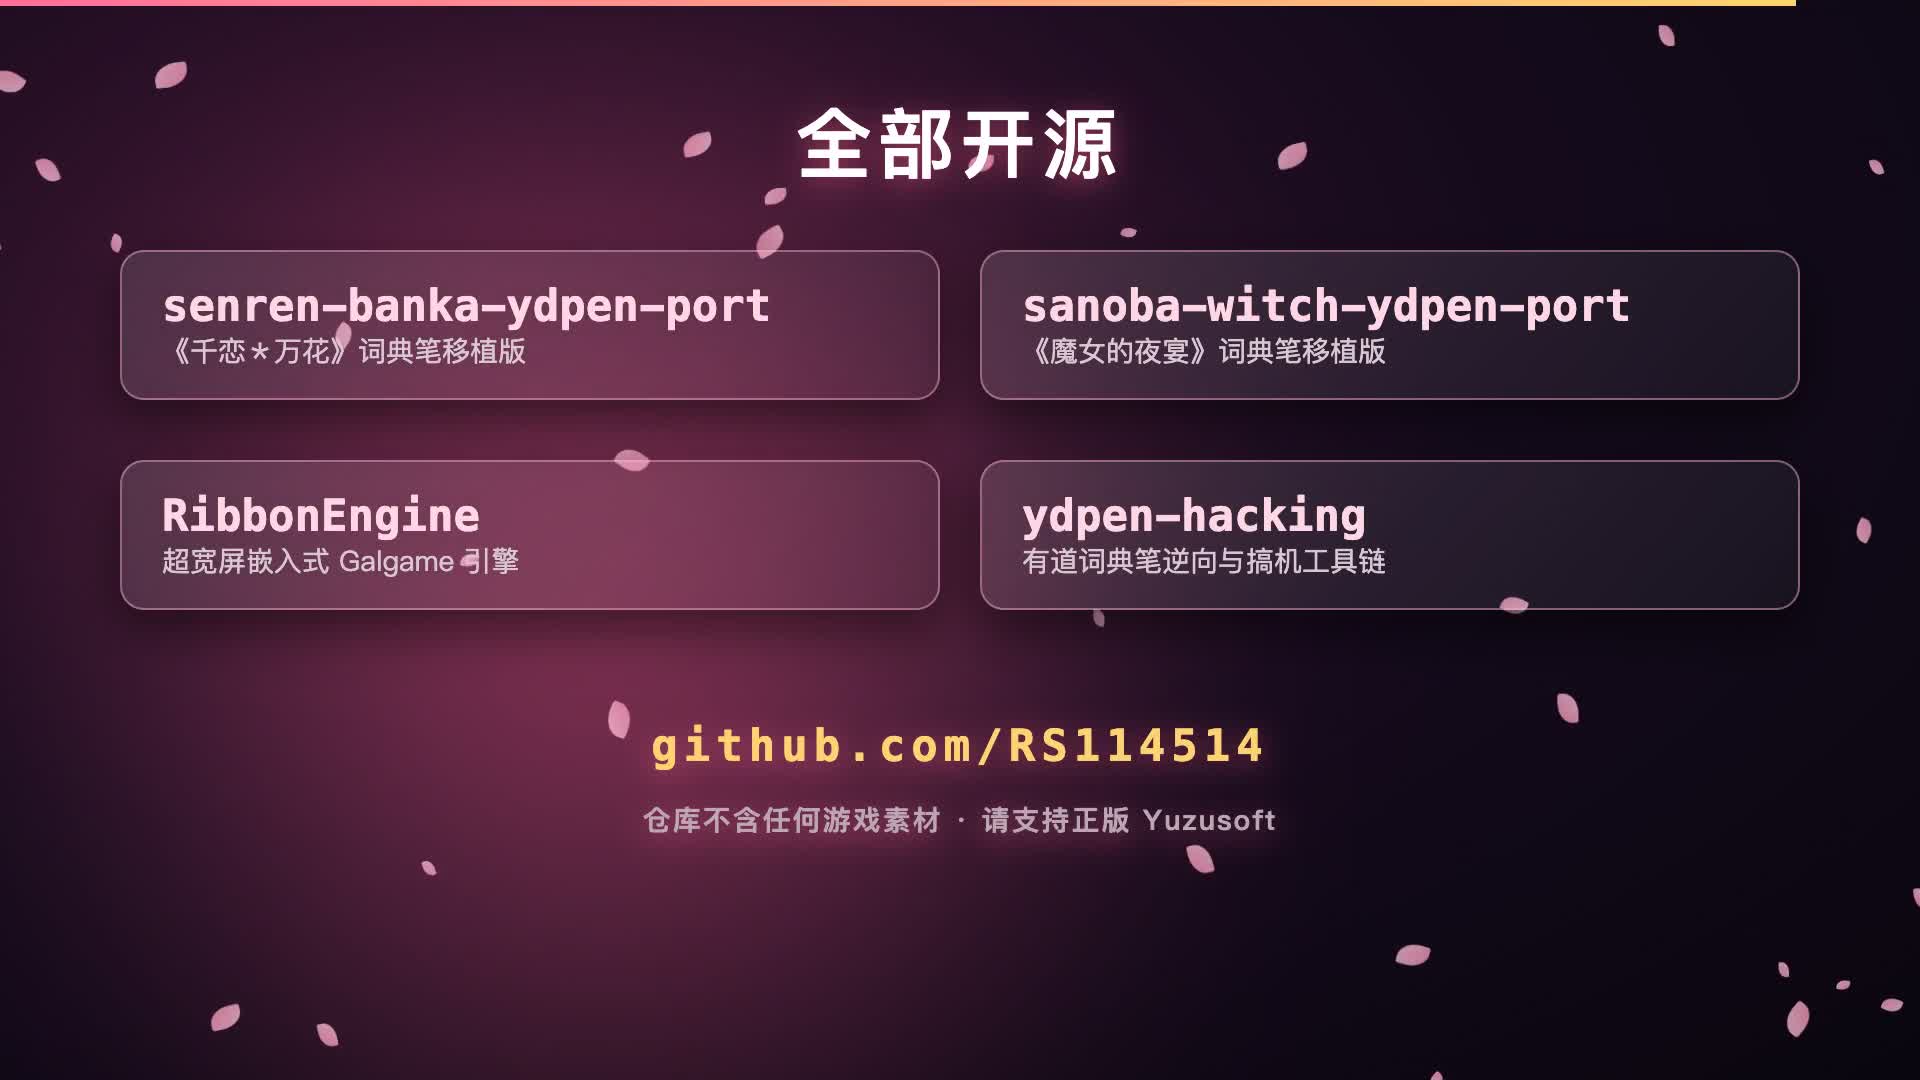 全部开源
senren-banka-ydpen-port
《千恋＊万花》词典笔移植版
sanoba-witch-ydpen-port
《魔女的夜宴》词典笔移植版
RibbonEngine
超宽屏嵌入式 Galgame 引擎
ydpen-hacking
有道词典笔逆向与搞机工具链
github.com/RS114514
仓库不含任何游戏素材 · 请支持正版 Yuzusoft